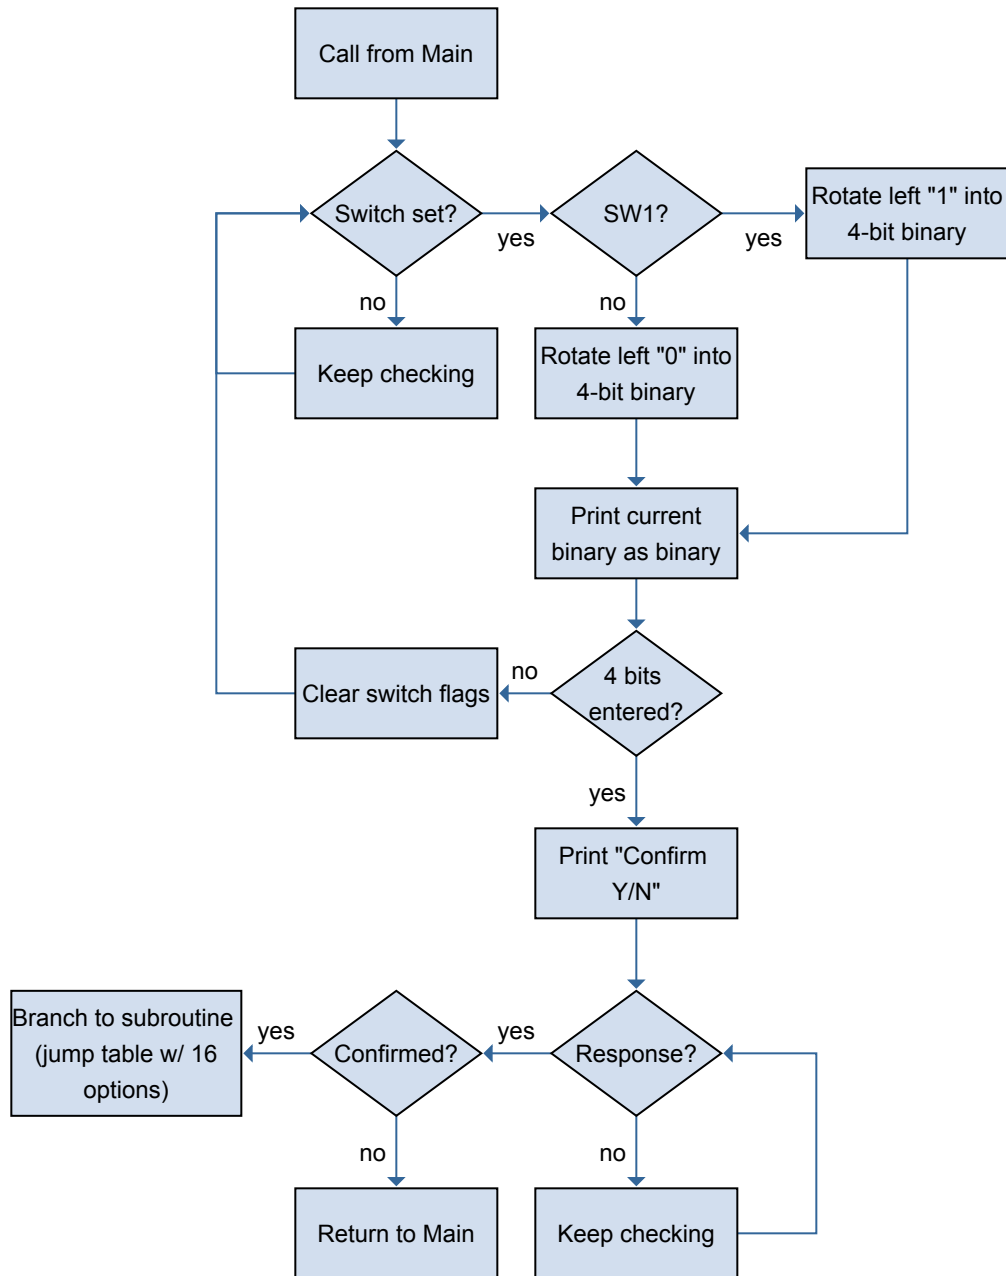 Call from Main
Switch set?
yes
SW1?
yes
Rotate left "1" into
4-bit binary
no
Keep checking
no
Rotate left "0" into
4-bit binary
Print current
binary as binary
Clear switch flags
no
4 bits
entered?
yes
Print "Confirm
Y/N"
Branch to subroutine
(jump table w/ 16
options)
yes
Confirmed?
yes
Response?
no
Return to Main
no
Keep checking